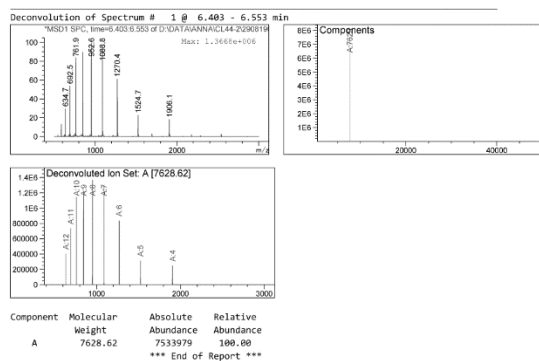 Deconvolution of Spectrum # 1 @ 6.403 - 6.553 min
*MSD1 SPC, time=6.403:6.553 of D:\DATA\ANNA\CL44-2\290819\
Max: 1.3668e+006
100
80
60
40
20
0
634.7
692.5
761.9
952.6
1088.8
1270.4
1524.7
1906.1
1000
2000
m/z
Components
8E6
7E6
6E6
5E6
4E6
3E6
2E6
1E6
20000
40000
Deconvoluted Ion Set: A [7628.62]
1.4E6
1.2E6
1E6
800000
600000
400000
200000
0
A:12
A:11
A:10
A:9
A:8
A:7
A:6
A:5
A:4
1000
2000
3000
Component Molecular Absolute Relative
Weight Abundance Abundance
A 7628.62 7533979 100.00
*** End of Report ***